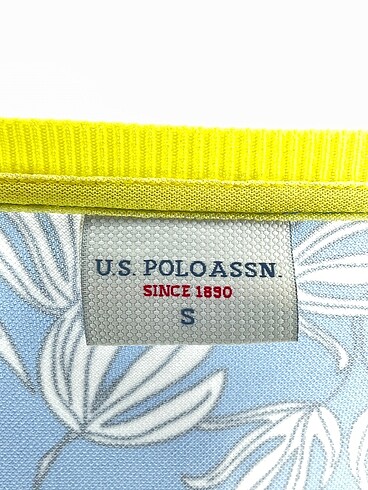 U.S. POLO ASSN.
SINCE 1890
S